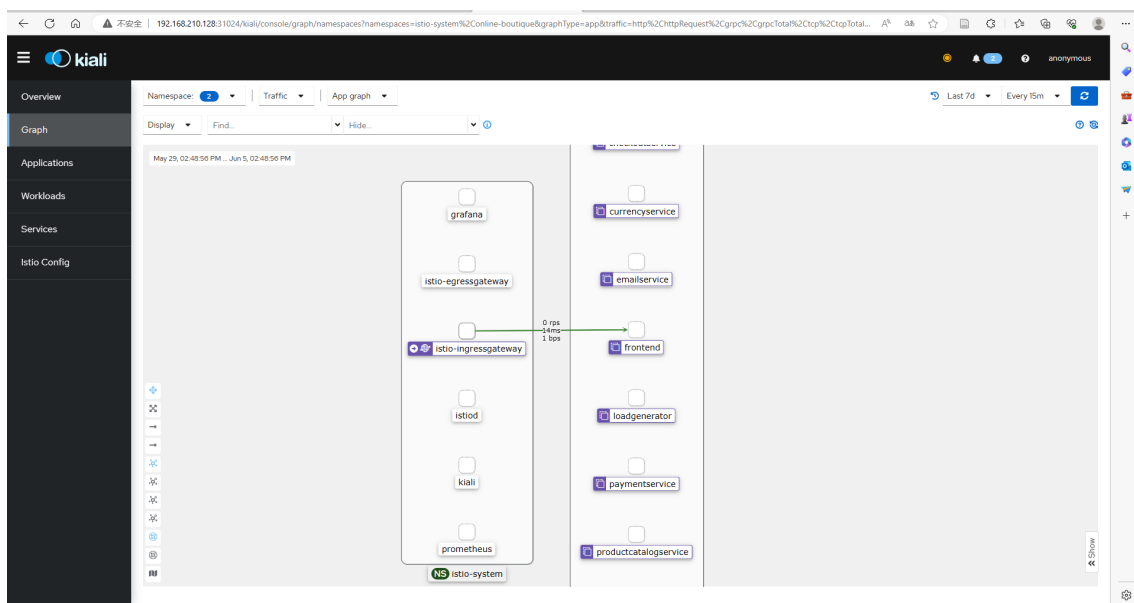 不安全
192.168.210.128:31024/kiali/console/graph/namespaces?namespaces=istio-system%2Conline-boutique&graphType=app&traffic=http%2ChttpRequest%2Cgrpc%2CgrpcTotal%2Ctcp%2CtcpTotal...
kiali
2
anonymous
Overview
Graph
Applications
Workloads
Services
Istio Config
Namespace: 2
Traffic
App graph
Last 7d
Every 15m
Display
Find...
Hide...
May 29, 02:48:56 PM ... Jun 5, 02:48:56 PM
grafana
currencyservice
istio-egressgateway
emailservice
0 rps
14ms
1 bps
istio-ingressgateway
frontend
istiod
loadgenerator
kiali
paymentservice
prometheus
productcatalogservice
NS istio-system
Show